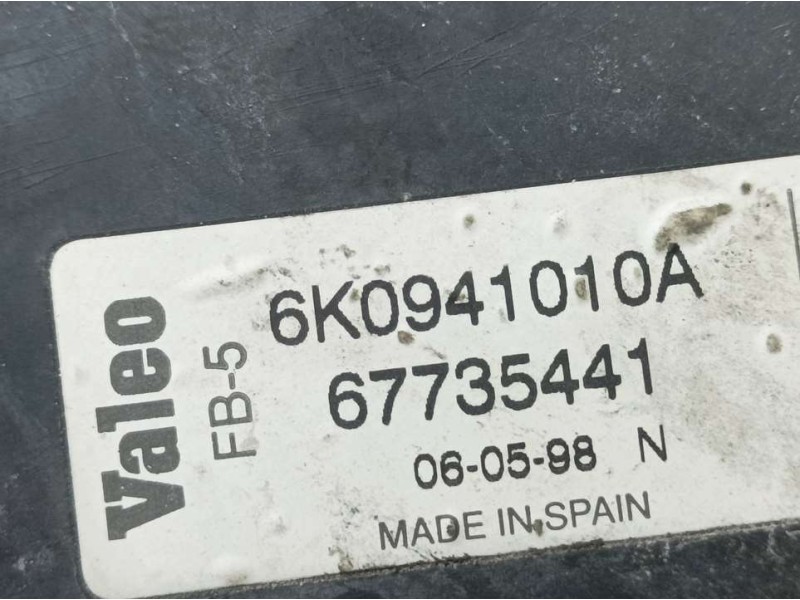 Valeo
FB-5
6K0941010A
67735441
06-05-98 N
MADE IN SPAIN